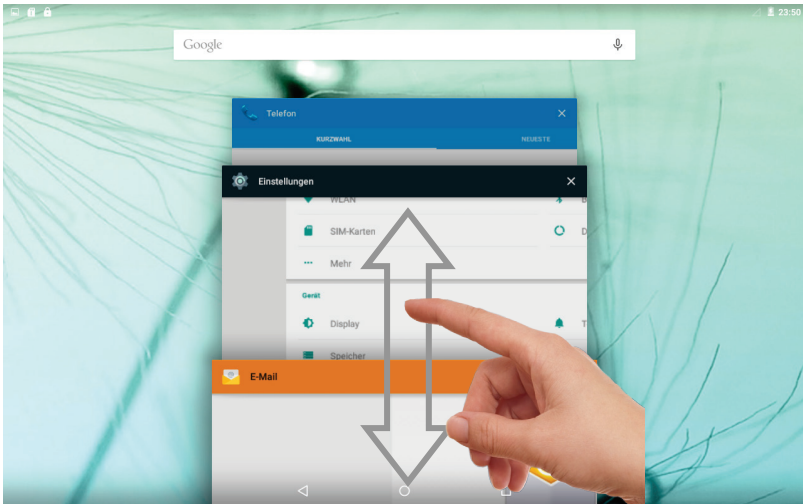 23:50
Google
Telefon
KURZWAHL NEUESTE
Einstellungen
WLAN B
SIM-Karten D
Mehr
Gerät
Display T
Speicher
E-Mail